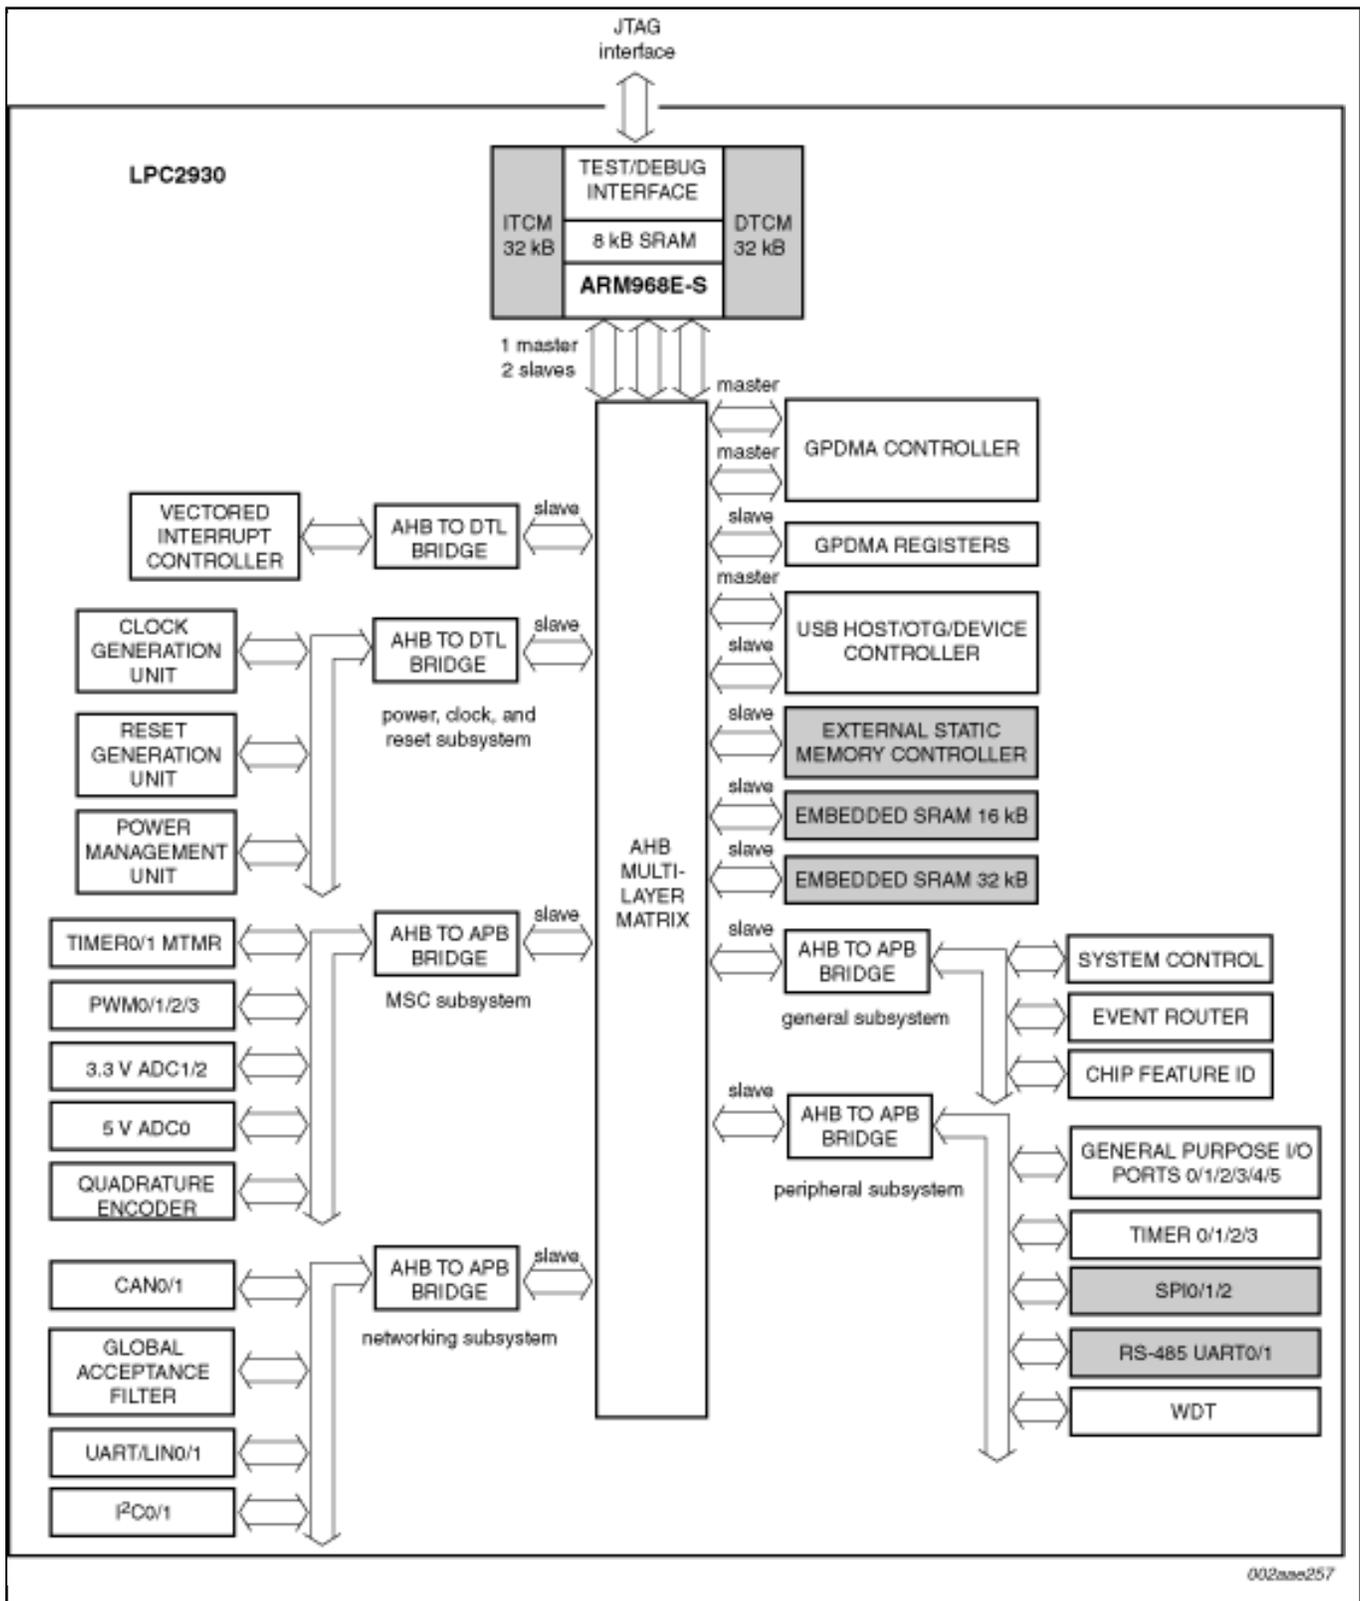 JTAG
interface
LPC2930
ITCM
32 kB
TEST/DEBUG
INTERFACE
8 kB SRAM
ARM968E-S
DTCM
32 kB
1 master
2 slaves
master
GPDMA CONTROLLER
master
slave
GPDMA REGISTERS
master
USB HOST/OTG/DEVICE
CONTROLLER
slave
slave
EXTERNAL STATIC
MEMORY CONTROLLER
slave
EMBEDDED SRAM 16 kB
slave
EMBEDDED SRAM 32 kB
slave
AHB TO APB
BRIDGE
general subsystem
SYSTEM CONTROL
EVENT ROUTER
CHIP FEATURE ID
slave
AHB TO APB
BRIDGE
peripheral subsystem
GENERAL PURPOSE I/O
PORTS 0/1/2/3/4/5
TIMER 0/1/2/3
SPI0/1/2
RS-485 UART0/1
WDT
AHB
MULTI-
LAYER
MATRIX
VECTORED
INTERRUPT
CONTROLLER
AHB TO DTL
BRIDGE
slave
CLOCK
GENERATION
UNIT
AHB TO DTL
BRIDGE
slave
power, clock, and
reset subsystem
RESET
GENERATION
UNIT
POWER
MANAGEMENT
UNIT
TIMER0/1 MTMR
AHB TO APB
BRIDGE
slave
MSC subsystem
PWM0/1/2/3
3.3 V ADC1/2
5 V ADC0
QUADRATURE
ENCODER
CAN0/1
AHB TO APB
BRIDGE
slave
networking subsystem
GLOBAL
ACCEPTANCE
FILTER
UART/LIN0/1
I²C0/1
002aae257